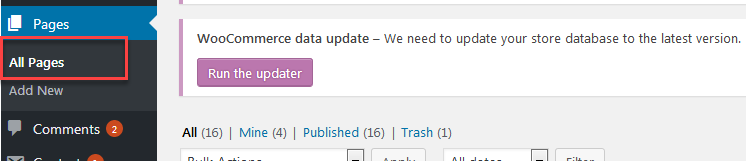 Pages
All Pages
Add New
Comments 2
WooCommerce data update – We need to update your store database to the latest version.
Run the updater
All (16) | Mine (4) | Published (16) | Trash (1)
Bulk Actions Apply All dates Filter